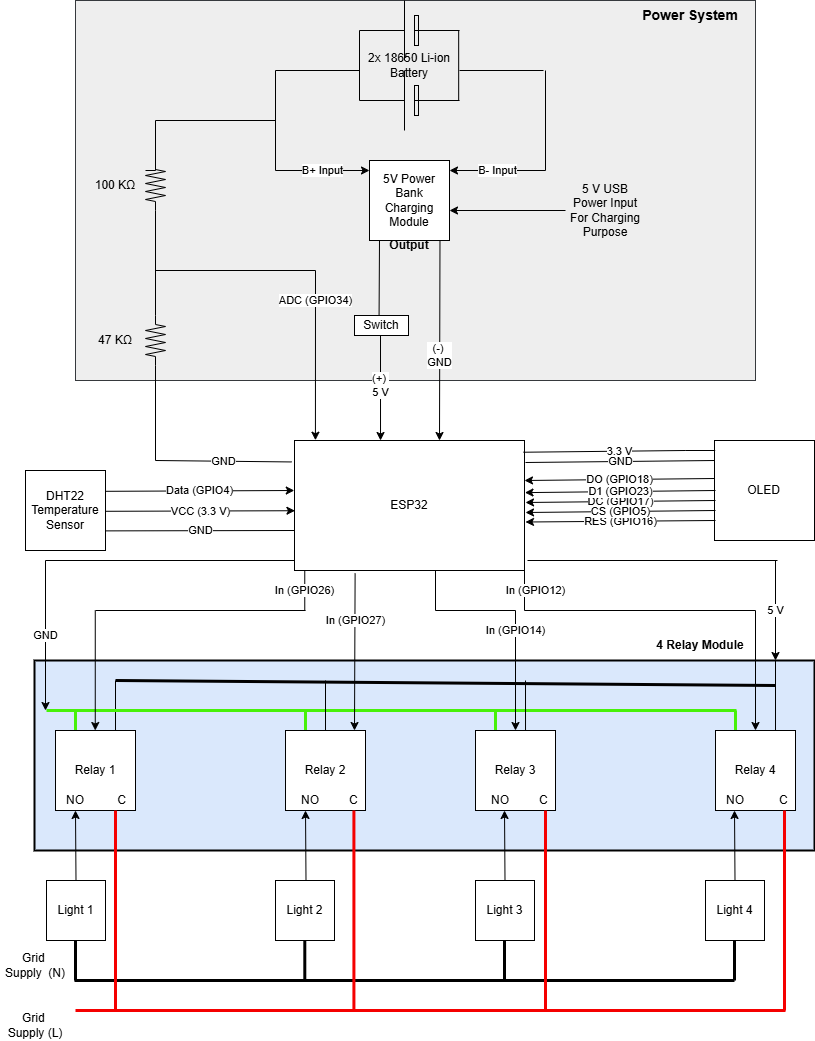 Power System
2x 18650 Li-ion
Battery
B+ Input
B- Input
5V Power
Bank
Charging
Module
Output
5 V USB
Power Input
For Charging
Purpose
100 KΩ
ADC (GPIO34)
Switch
47 KΩ
(-)
GND
(+)
5 V
GND
DHT22
Temperature
Sensor
Data (GPIO4)
VCC (3.3 V)
GND
ESP32
3.3 V
GND
DO (GPIO18)
D1 (GPIO23)
DC (GPIO17)
CS (GPIO5)
RES (GPIO16)
OLED
In (GPIO26)
In (GPIO27)
In (GPIO14)
In (GPIO12)
GND
5 V
4 Relay Module
Relay 1
NO C
Relay 2
NO C
Relay 3
NO C
Relay 4
NO C
Light 1
Light 2
Light 3
Light 4
Grid
Supply (N)
Grid
Supply (L)